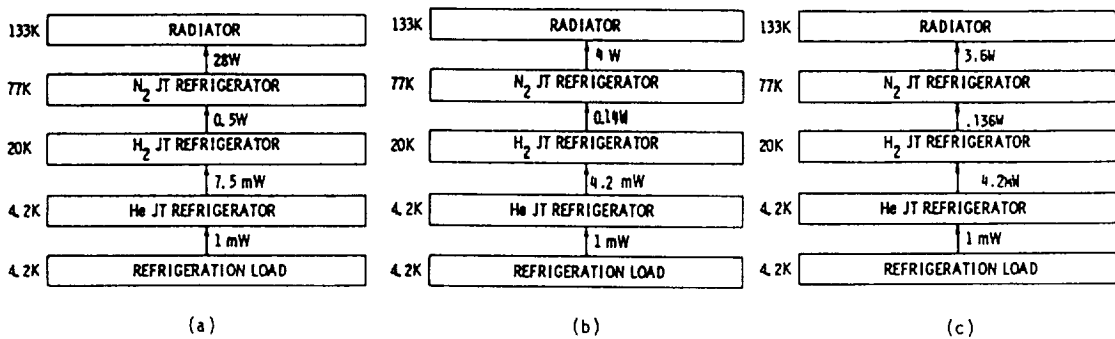 133K RADIATOR
28W
77K N2 JT REFRIGERATOR
0.5W
20K H2 JT REFRIGERATOR
7.5 mW
4.2K He JT REFRIGERATOR
1 mW
4.2K REFRIGERATION LOAD
(a)
133K RADIATOR
4 W
77K N2 JT REFRIGERATOR
0.14W
20K H2 JT REFRIGERATOR
4.2 mW
4.2K He JT REFRIGERATOR
1 mW
4.2K REFRIGERATION LOAD
(b)
133K RADIATOR
3.6W
77K N2 JT REFRIGERATOR
.136W
20K H2 JT REFRIGERATOR
4.2mW
4.2K He JT REFRIGERATOR
1 mW
4.2K REFRIGERATION LOAD
(c)